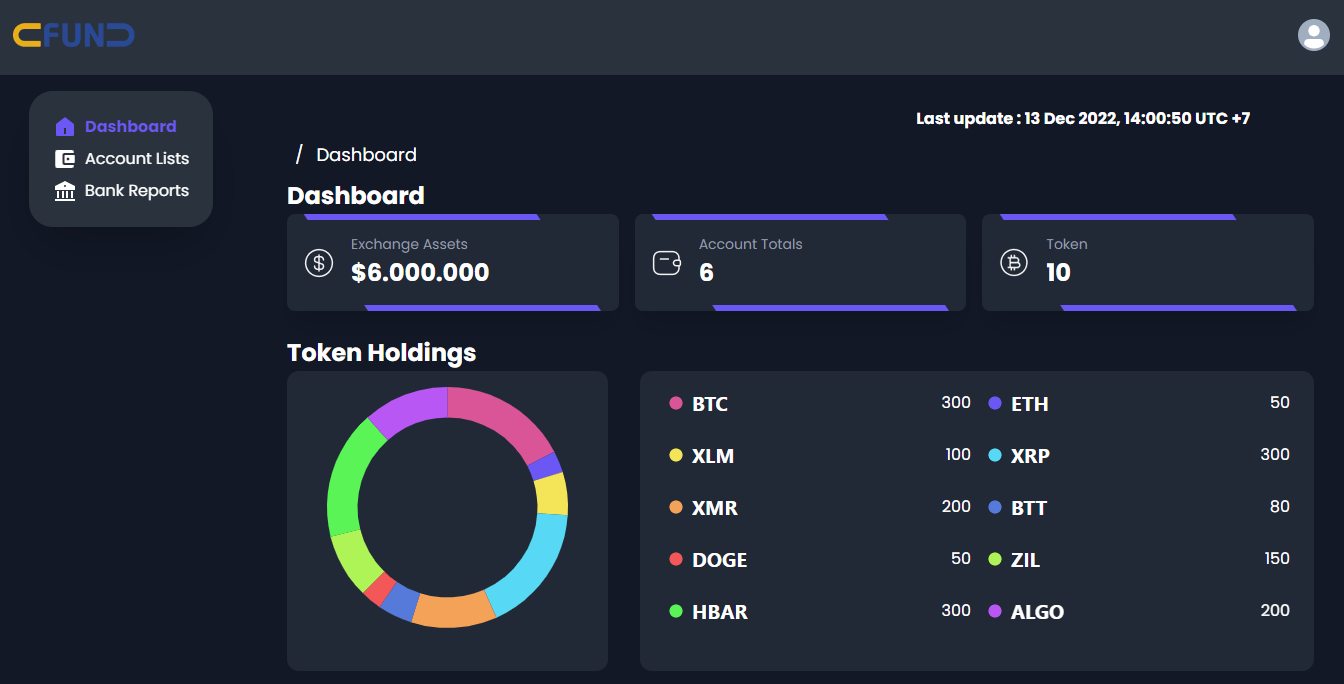 CFUND
Last update : 13 Dec 2022, 14:00:50 UTC +7
Dashboard
Account Lists
Bank Reports
/ Dashboard
Dashboard
Exchange Assets
$6.000.000
Account Totals
6
Token
10
Token Holdings
BTC 300 ETH 50
XLM 100 XRP 300
XMR 200 BTT 80
DOGE 50 ZIL 150
HBAR 300 ALGO 200